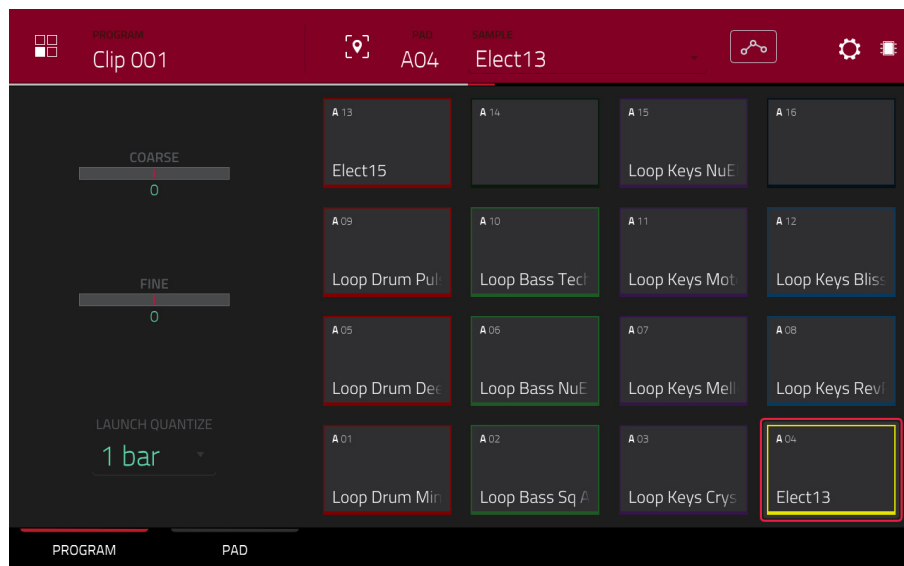 PROGRAM PAD SAMPLE
Clip 001 A04 Elect13
A 13 A 14 A 15 A 16
COARSE
0
Elect15 Loop Keys NuE
A 09 A 10 A 11 A 12
FINE
0
Loop Drum Puls Loop Bass Tech Loop Keys Mot Loop Keys Bliss
A 05 A 06 A 07 A 08
Loop Drum Dee Loop Bass NuE Loop Keys Mell Loop Keys Rev
LAUNCH QUANTIZE
1 bar
A 01 A 02 A 03 A 04
Loop Drum Min Loop Bass Sq A Loop Keys Crys Elect13
PROGRAM PAD